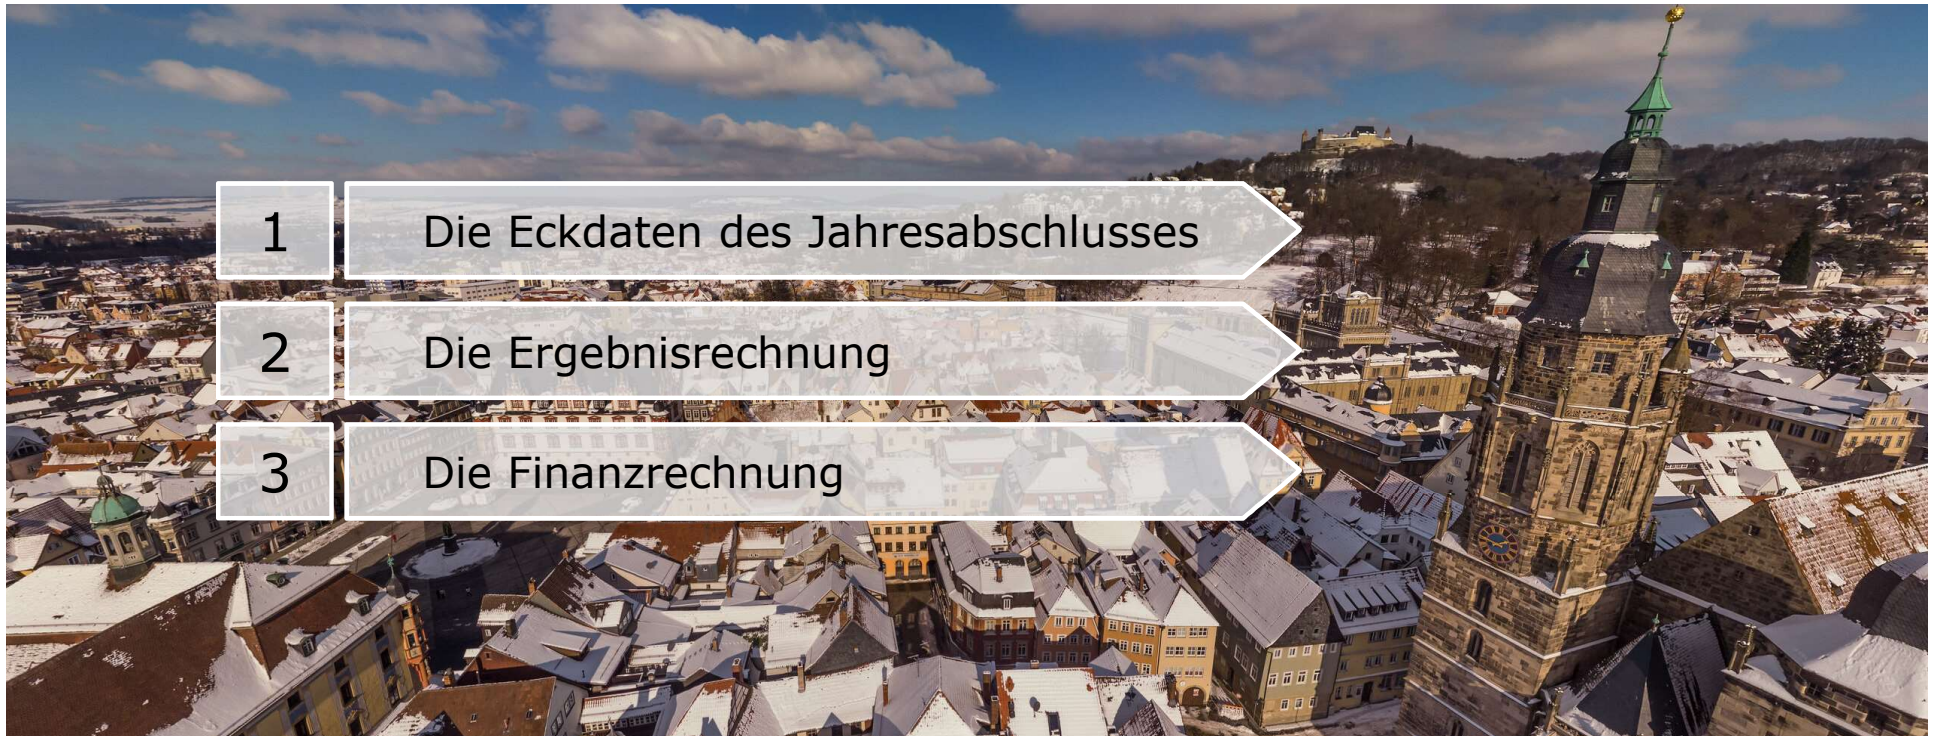 1 Die Eckdaten des Jahresabschlusses
2 Die Ergebnisrechnung
3 Die Finanzrechnung